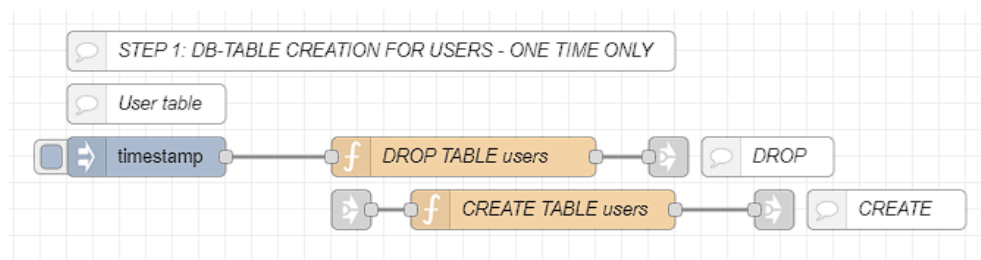 STEP 1: DB-TABLE CREATION FOR USERS - ONE TIME ONLY
User table
timestamp
DROP TABLE users
DROP
CREATE TABLE users
CREATE